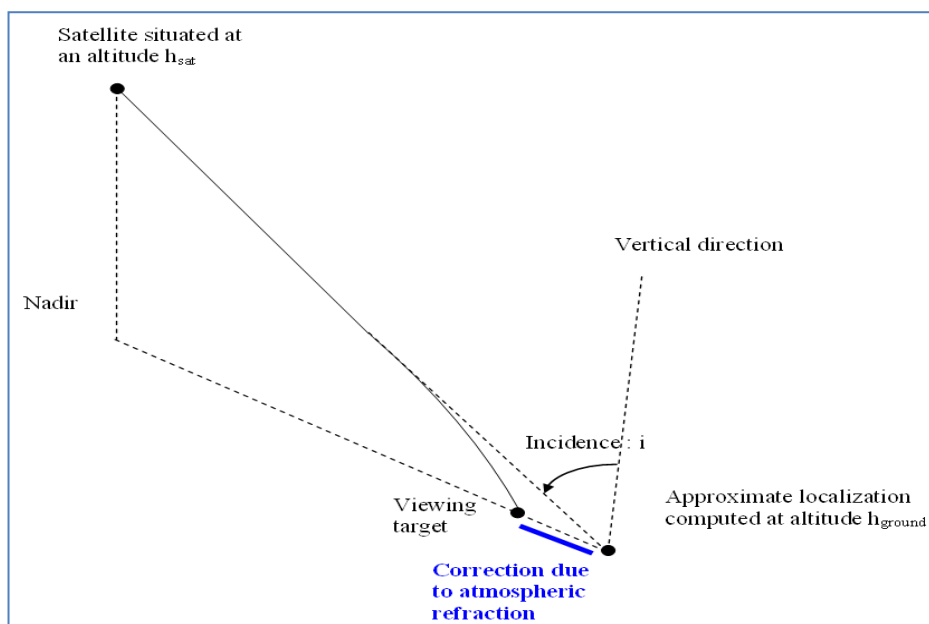 Satellite situated at
an altitude hsat
Vertical direction
Nadir
Incidence : i
Viewing
target
Approximate localization
computed at altitude hground
Correction due
to atmospheric
refraction